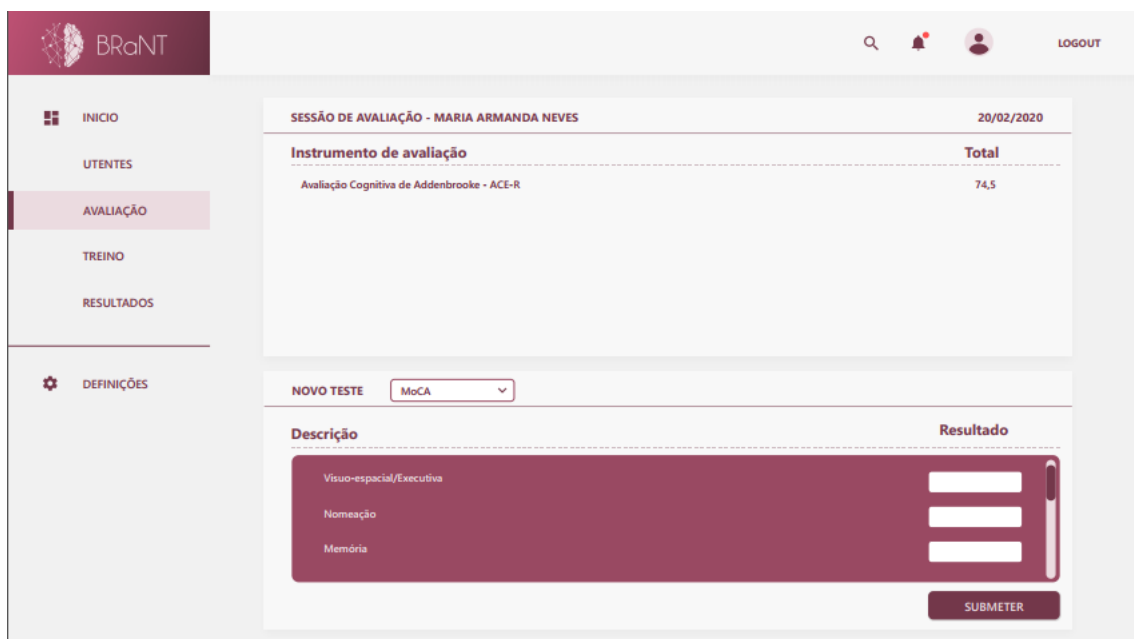 BRaNT
LOGOUT
INICIO
UTENTES
AVALIAÇÃO
TREINO
RESULTADOS
DEFINIÇÕES
SESSÃO DE AVALIAÇÃO - MARIA ARMANDA NEVES 20/02/2020
Instrumento de avaliação Total
Avaliação Cognitiva de Addenbrooke - ACE-R 74,5
NOVO TESTE MoCA
Descrição Resultado
Visuo-espacial/Executiva
Nomeação
Memória
SUBMETER